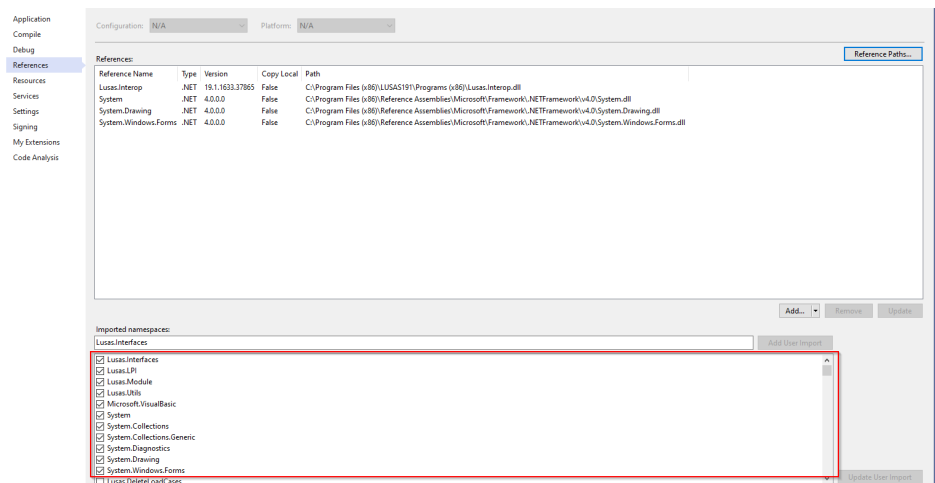 Application
Compile
Debug
References
Resources
Services
Settings
Signing
My Extensions
Code Analysis
Configuration: N/A Platform: N/A
Reference Paths...
References:
Reference Name Type Version Copy Local Path
Lusas.Interop .NET 19.1.1633.37865 False C:\Program Files (x86)\LUSAS191\Programs (x86)\Lusas.Interop.dll
System .NET 4.0.0.0 False C:\Program Files (x86)\Reference Assemblies\Microsoft\Framework\.NETFramework\v4.0\System.dll
System.Drawing .NET 4.0.0.0 False C:\Program Files (x86)\Reference Assemblies\Microsoft\Framework\.NETFramework\v4.0\System.Drawing.dll
System.Windows.Forms .NET 4.0.0.0 False C:\Program Files (x86)\Reference Assemblies\Microsoft\Framework\.NETFramework\v4.0\System.Windows.Forms.dll
Add... Remove Update
Imported namespaces:
Lusas.Interfaces Add User Import
Lusas.Interfaces
Lusas.LPI
Lusas.Module
Lusas.Utils
Microsoft.VisualBasic
System
System.Collections
System.Collections.Generic
System.Diagnostics
System.Drawing
System.Windows.Forms
Lusas.DeleteLoadCases Update User Import